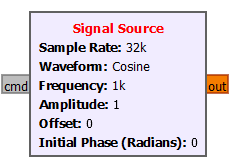 Signal Source
Sample Rate: 32k
Waveform: Cosine
cmd
Frequency: 1k
out
Amplitude: 1
Offset: 0
Initial Phase (Radians): 0